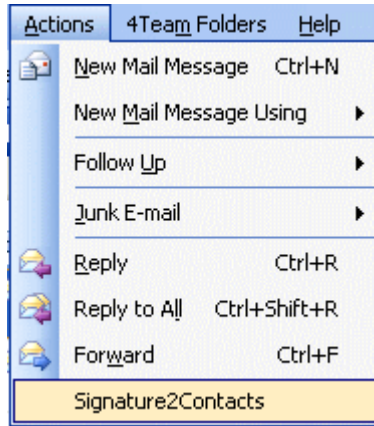 Actions 4Team Folders Help
New Mail Message Ctrl+N
New Mail Message Using
Follow Up
Junk E-mail
Reply Ctrl+R
Reply to All Ctrl+Shift+R
Forward Ctrl+F
Signature2Contacts